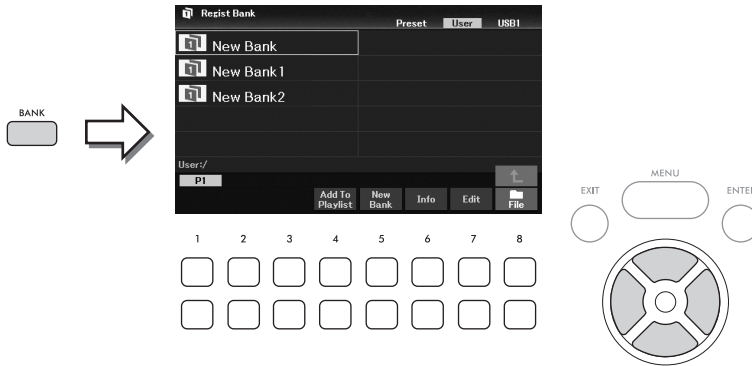 Regist Bank
Preset User USB1
New Bank
New Bank1
New Bank2
BANK
User:/
P1
Add To Playlist
New Bank
Info
Edit
File
EXIT
MENU
ENTER
1 2 3 4 5 6 7 8